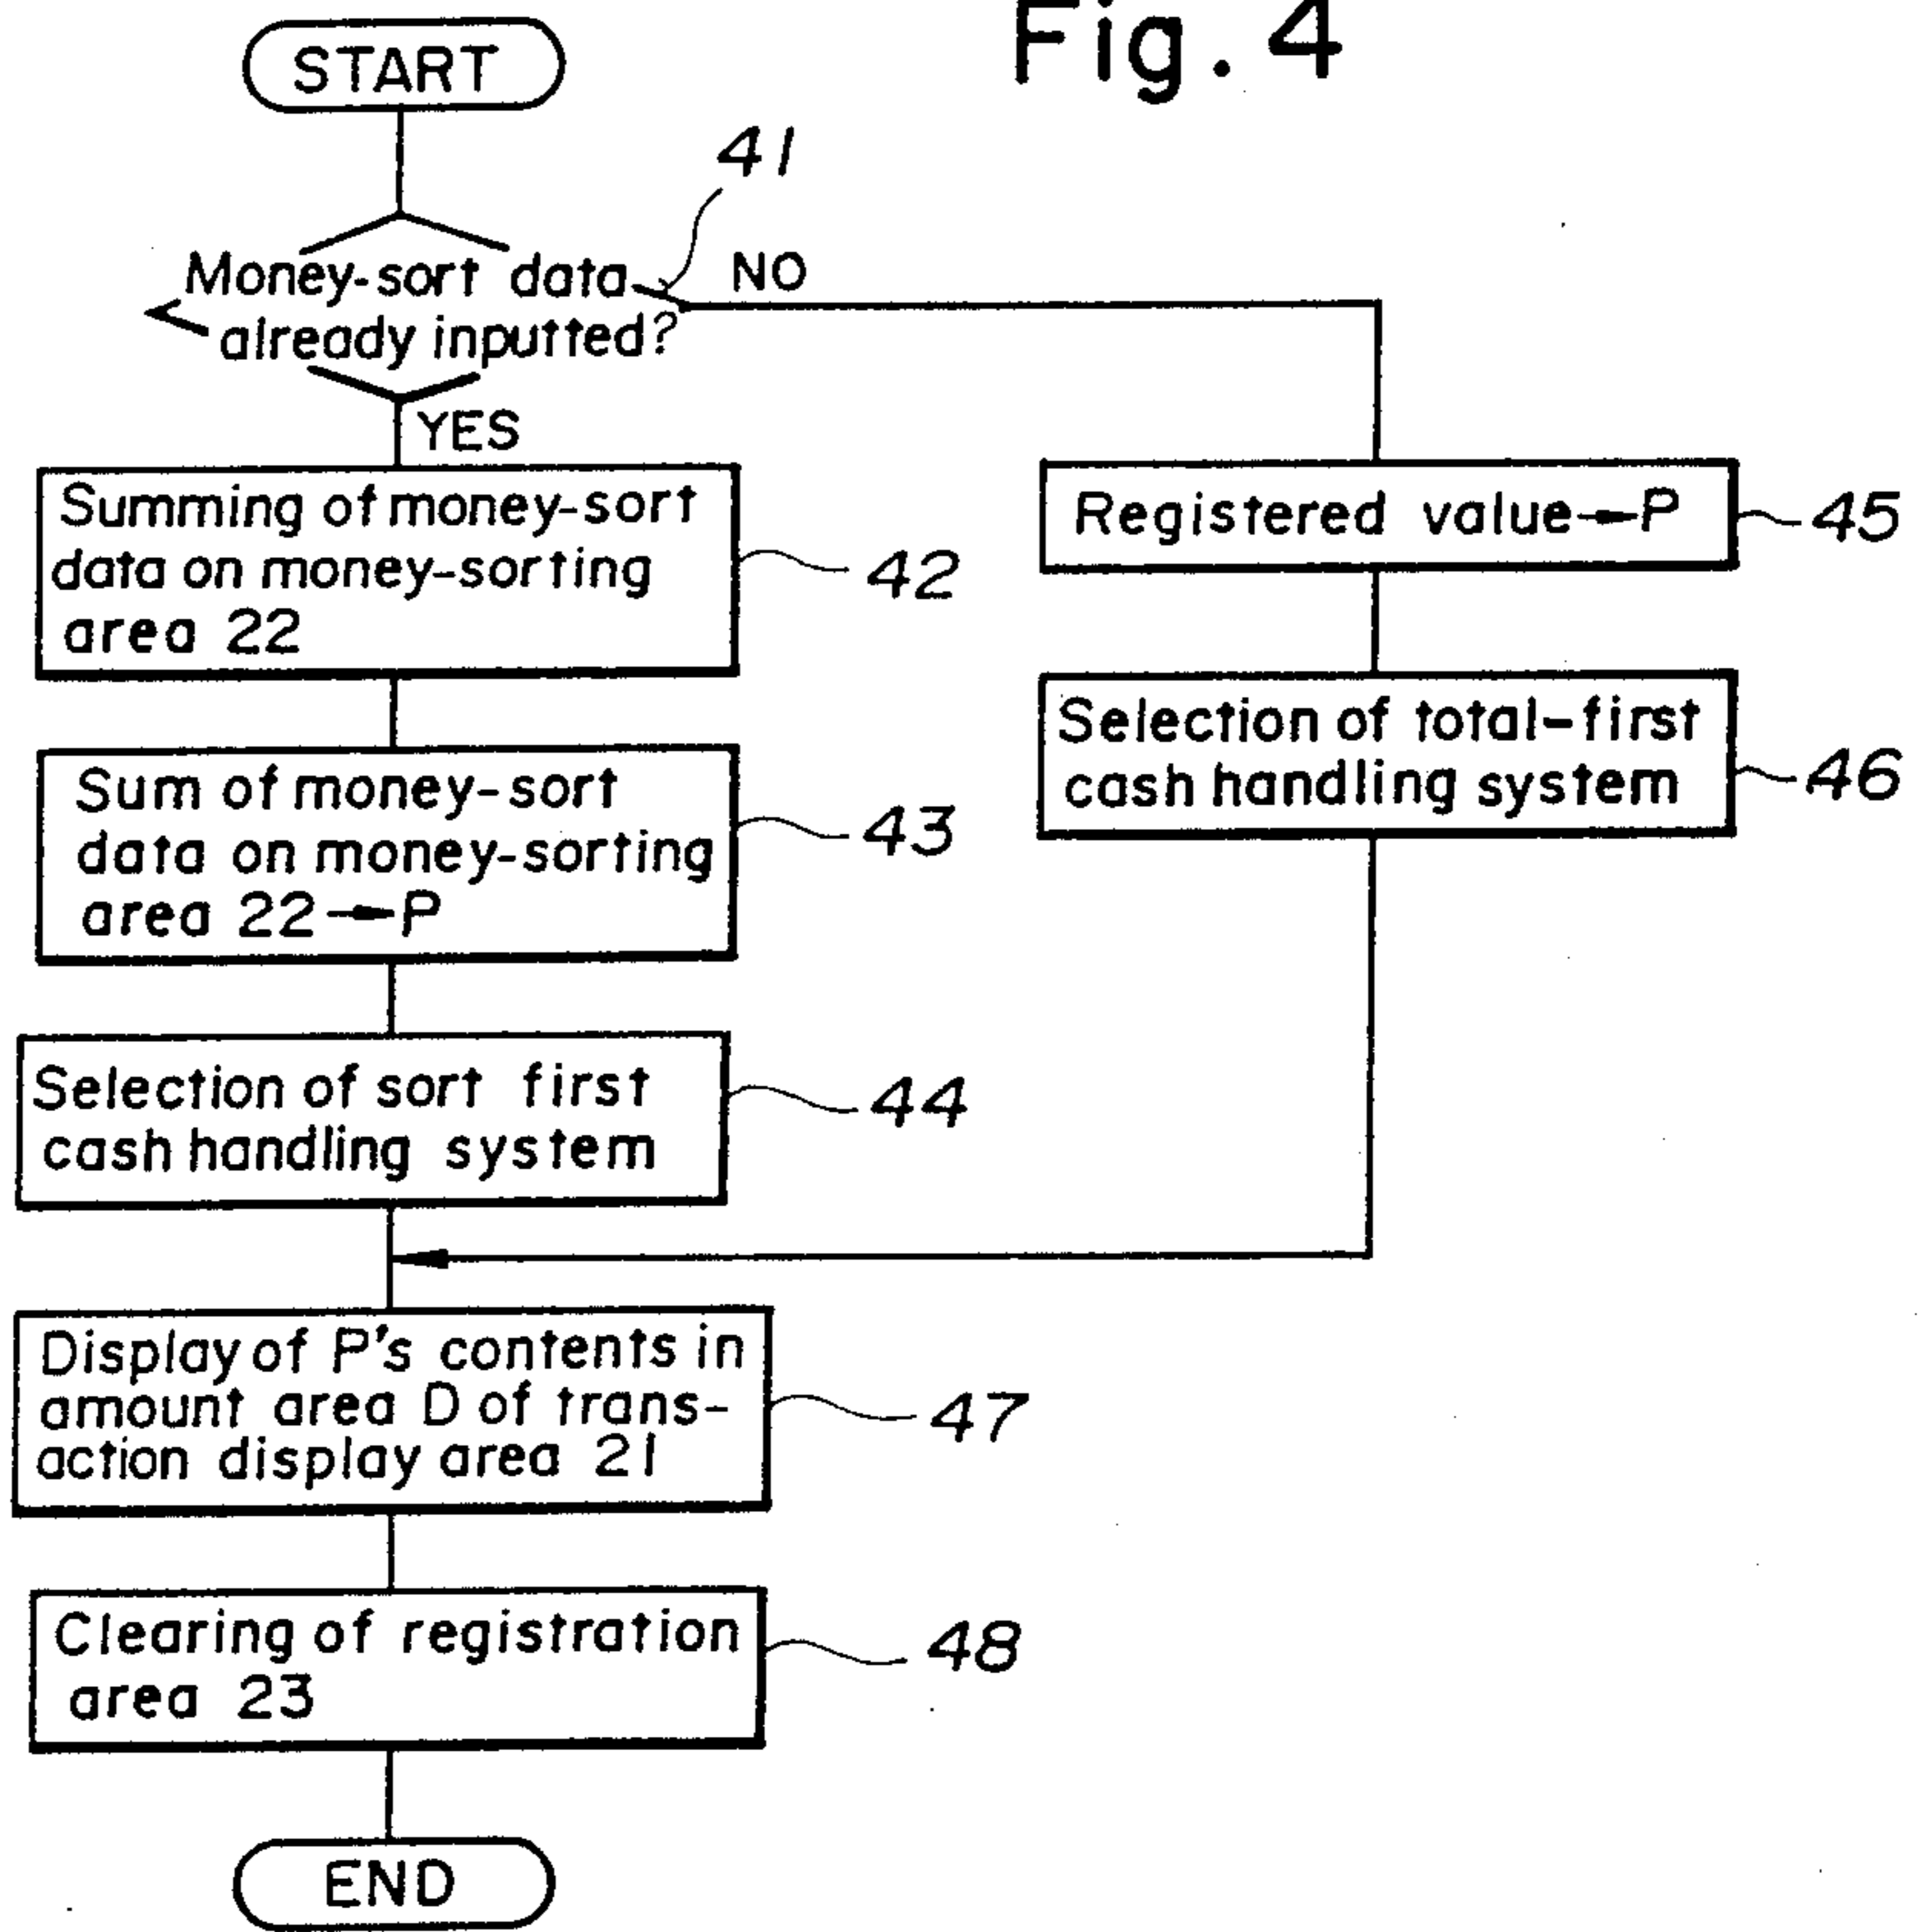 Fig. 4
START
41
Money-sort data
already inputted?
NO
YES
Summing of money-sort
data on money-sorting
area 22
42
Sum of money-sort
data on money-sorting
area 22→P
43
Selection of sort first
cash handling system
44
Registered value→P
45
Selection of total-first
cash handling system
46
Display of P's contents in
amount area D of trans-
action display area 21
47
Clearing of registration
area 23
48
END